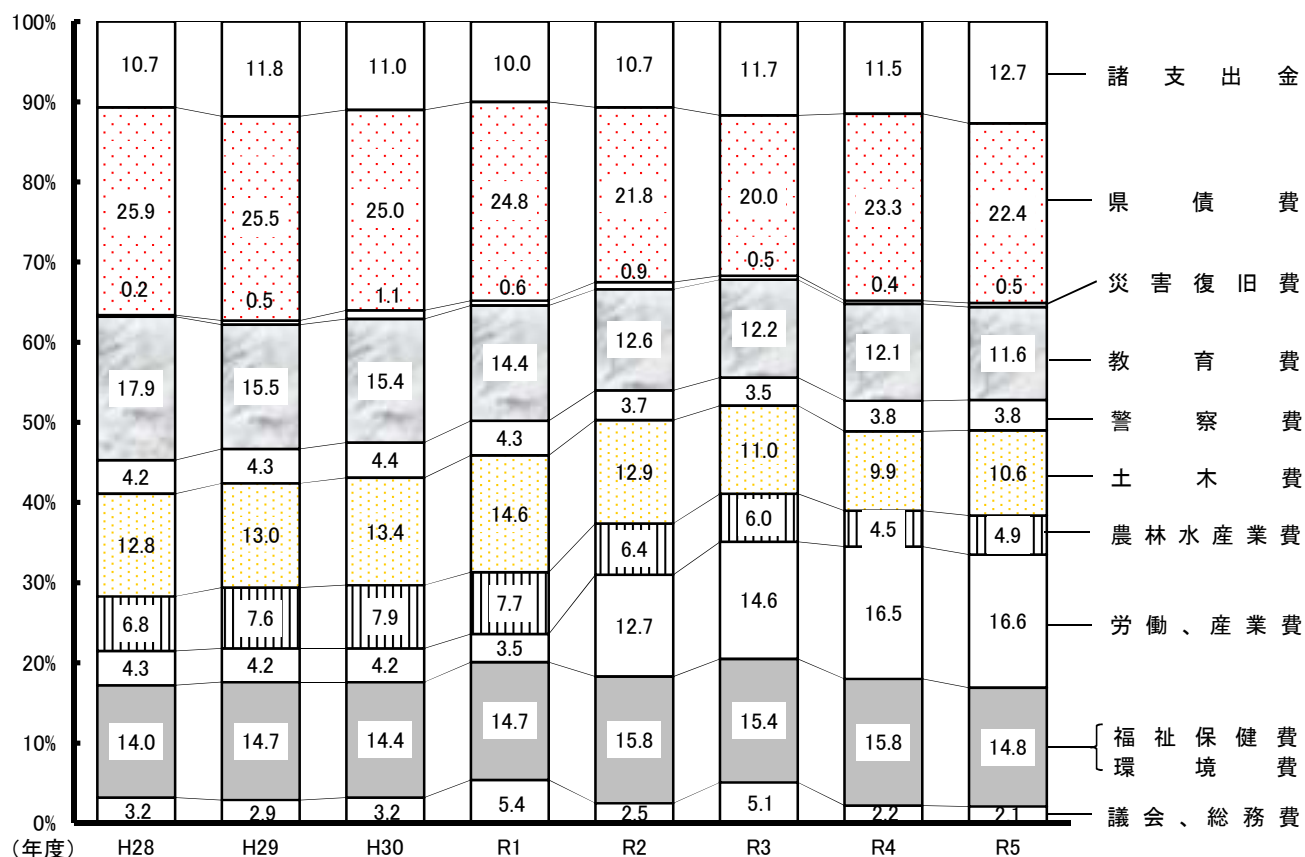 100%
90%
80%
70%
60%
50%
40%
30%
20%
10%
0%
10.7 11.8 11.0 10.0 10.7 11.7 11.5 12.7 諸支出金
25.9 25.5 25.0 24.8 21.8 20.0 23.3 22.4 県債費
0.2 0.5 1.1 0.6 0.9 0.5 0.4 0.5 災害復旧費
17.9 15.5 15.4 14.4 12.6 12.2 12.1 11.6 教育費
4.2 4.3 4.4 4.3 3.7 3.5 3.8 3.8 警察費
12.8 13.0 13.4 14.6 12.9 11.0 9.9 10.6 土木費
6.8 7.6 7.9 7.7 6.4 6.0 4.5 4.9 農林水産業費
4.3 4.2 4.2 3.5 12.7 14.6 16.5 16.6 労働、産業費
14.0 14.7 14.4 14.7 15.8 15.4 15.8 14.8 福祉保健費
環境費
3.2 2.9 3.2 5.4 2.5 5.1 2.2 2.1 議会、総務費
(年度) H28 H29 H30 R1 R2 R3 R4 R5